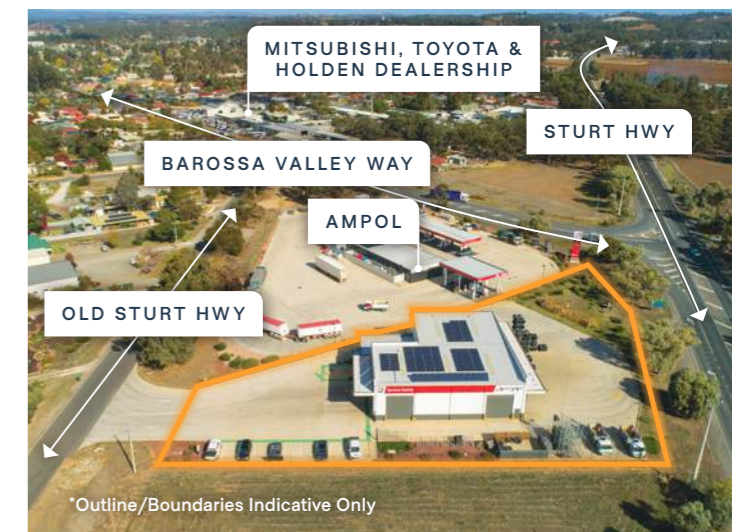 MITSUBISHI, TOYOTA &
HOLDEN DEALERSHIP
STURT HWY
BAROSSA VALLEY WAY
AMPOL
OLD STURT HWY
*Outline/Boundaries Indicative Only